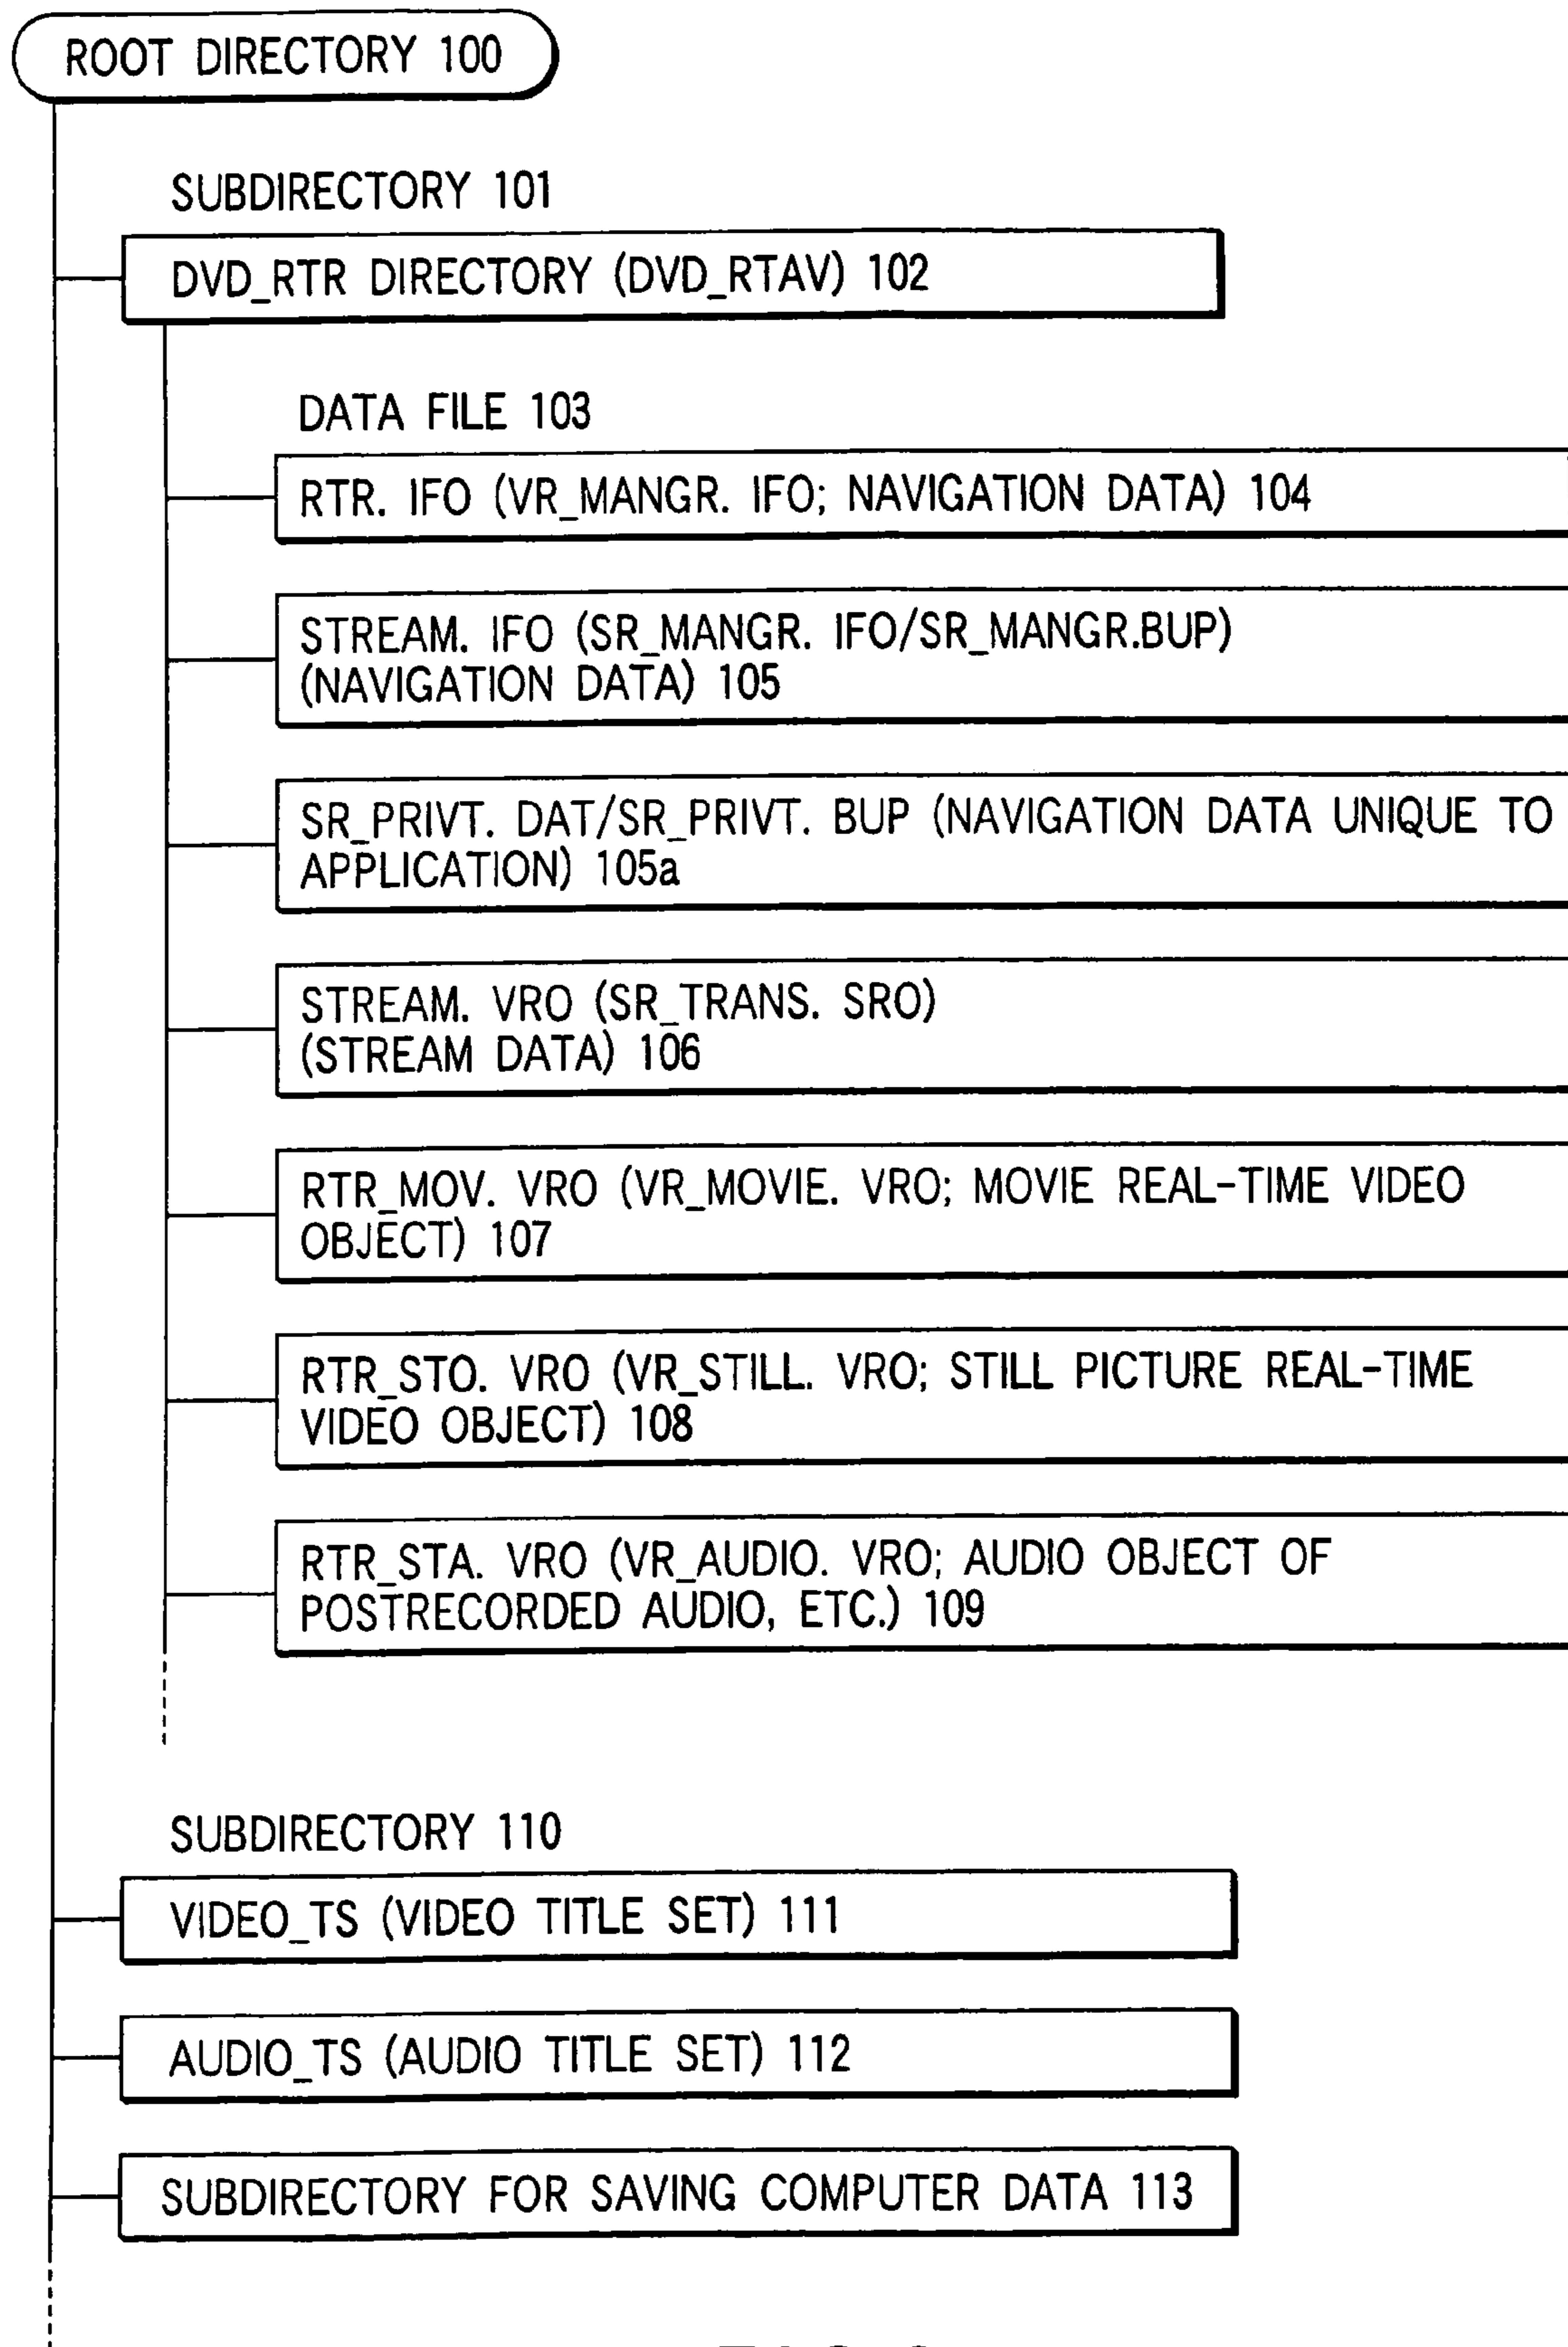 ROOT DIRECTORY 100
SUBDIRECTORY 101
DVD_RTR DIRECTORY (DVD_RTAV) 102
DATA FILE 103
RTR. IFO (VR_MANGR. IFO; NAVIGATION DATA) 104
STREAM. IFO (SR_MANGR. IFO/SR_MANGR.BUP)
(NAVIGATION DATA) 105
SR_PRIVT. DAT/SR_PRIVT. BUP (NAVIGATION DATA UNIQUE TO
APPLICATION) 105a
STREAM. VRO (SR_TRANS. SRO)
(STREAM DATA) 106
RTR_MOV. VRO (VR_MOVIE. VRO; MOVIE REAL-TIME VIDEO
OBJECT) 107
RTR_STO. VRO (VR_STILL. VRO; STILL PICTURE REAL-TIME
VIDEO OBJECT) 108
RTR_STA. VRO (VR_AUDIO. VRO; AUDIO OBJECT OF
POSTRECORDED AUDIO, ETC.) 109
SUBDIRECTORY 110
VIDEO_TS (VIDEO TITLE SET) 111
AUDIO_TS (AUDIO TITLE SET) 112
SUBDIRECTORY FOR SAVING COMPUTER DATA 113